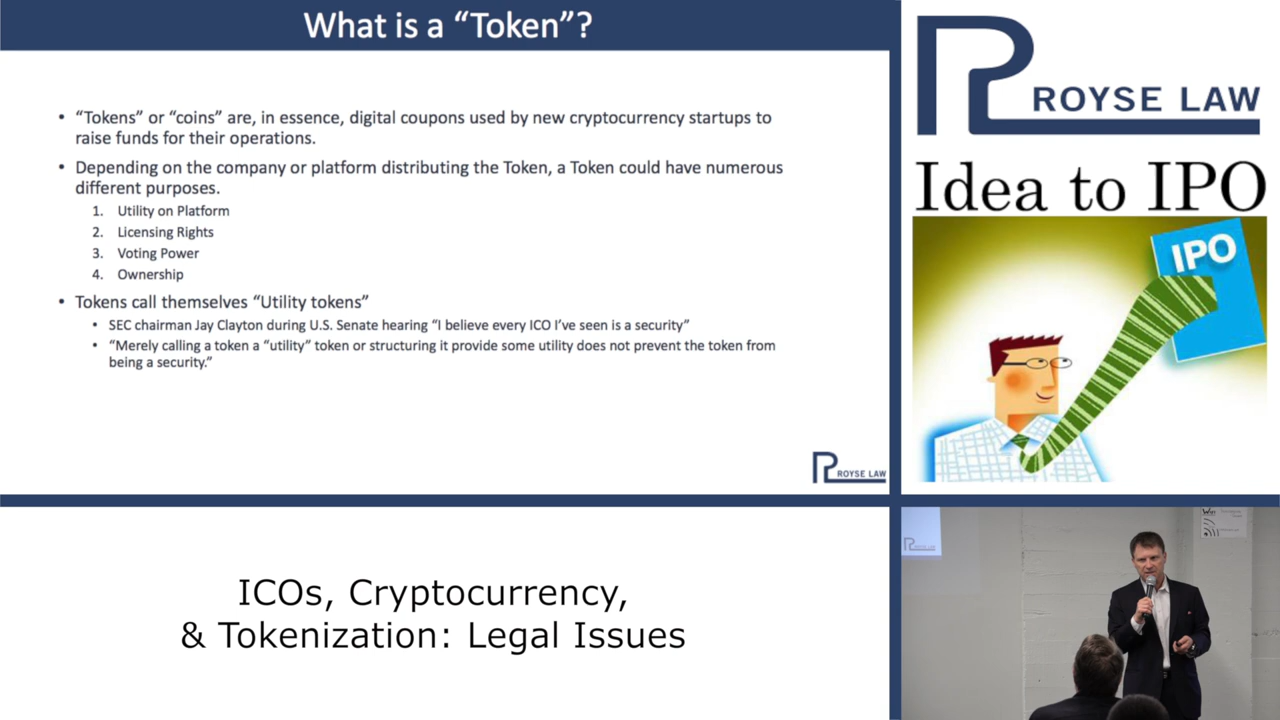 What is a “Token”?
• “Tokens” or “coins” are, in essence, digital coupons used by new cryptocurrency startups to
raise funds for their operations.
• Depending on the company or platform distributing the Token, a Token could have numerous
different purposes.
1. Utility on Platform
2. Licensing Rights
3. Voting Power
4. Ownership
• Tokens call themselves “Utility tokens”
• SEC chairman Jay Clayton during U.S. Senate hearing “I believe every ICO I’ve seen is a security”
• “Merely calling a token a “utility” token or structuring it provide some utility does not prevent the token from
being a security.”
ROYSE LAW
ROYSE LAW
Idea to IPO
IPO
ICOs, Cryptocurrency,
& Tokenization: Legal Issues
ROYSE LAW